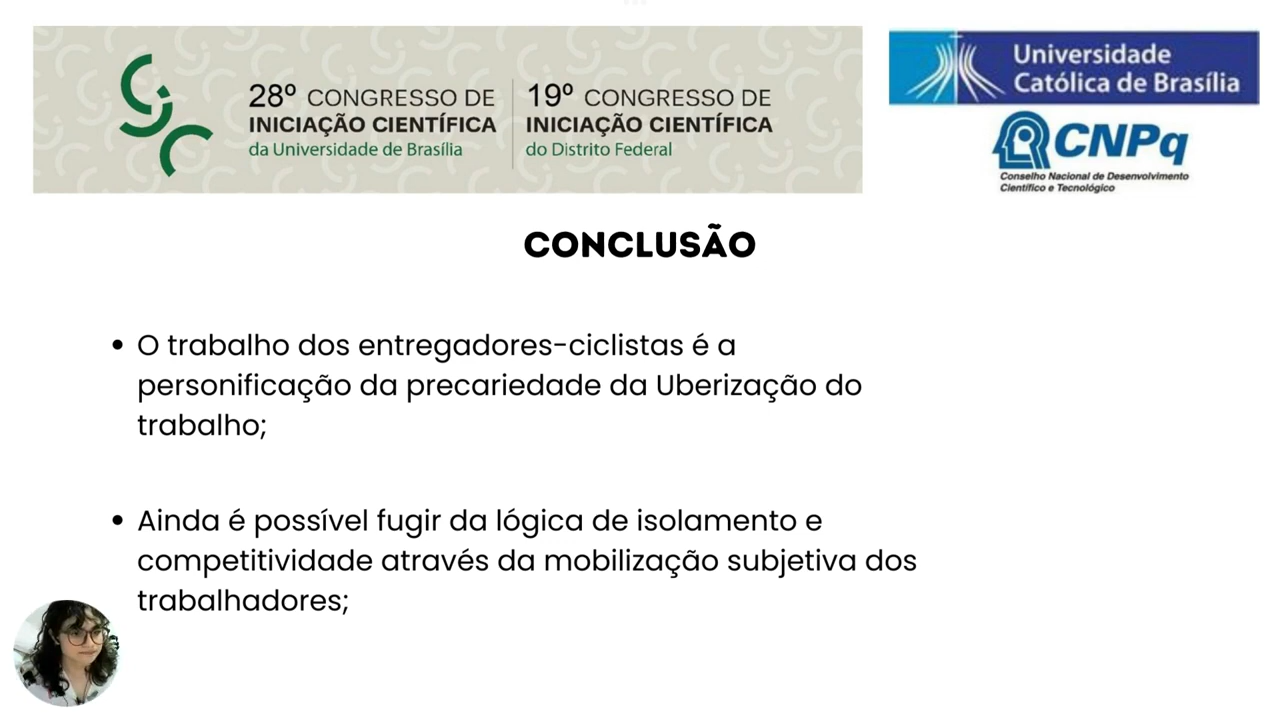 28º CONGRESSO DE
INICIAÇÃO CIENTÍFICA
da Universidade de Brasília
19º CONGRESSO DE
INICIAÇÃO CIENTÍFICA
do Distrito Federal
Universidade
Católica de Brasília
CNPq
Conselho Nacional de Desenvolvimento
Científico e Tecnológico
CONCLUSÃO
• O trabalho dos entregadores-ciclistas é a
personificação da precariedade da Uberização do
trabalho;
• Ainda é possível fugir da lógica de isolamento e
competitividade através da mobilização subjetiva dos
trabalhadores;